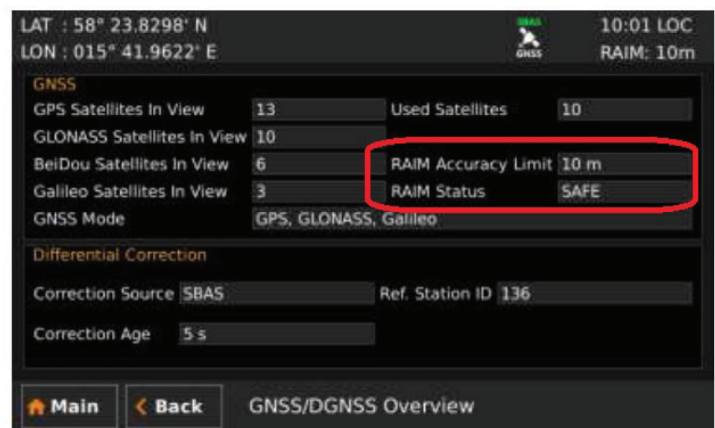 LAT : 58° 23.8298' N
SBAS
10:01 LOC
LON : 015° 41.9622' E
GNSS
RAIM: 10m
GNSS
GPS Satellites In View 13 Used Satellites 10
GLONASS Satellites In View 10
BeiDou Satellites In View 6 RAIM Accuracy Limit 10 m
Galileo Satellites In View 3 RAIM Status SAFE
GNSS Mode GPS, GLONASS, Galileo
Differential Correction
Correction Source SBAS Ref. Station ID 136
Correction Age 5 s
Main Back GNSS/DGNSS Overview